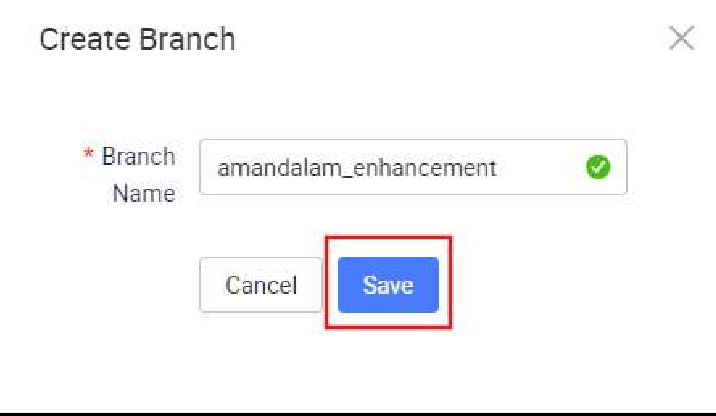 Create Branch
* Branch
Name
amandalam_enhancement
Cancel
Save